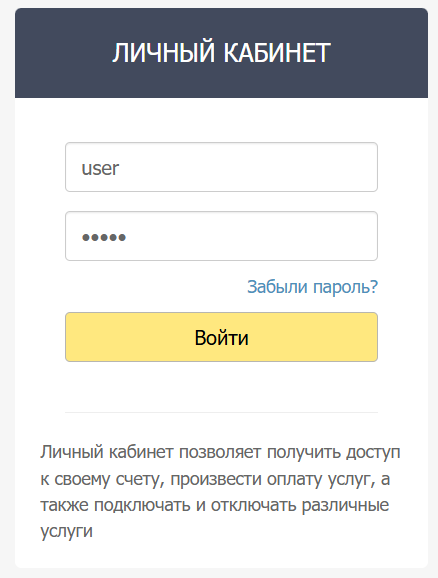 ЛИЧНЫЙ КАБИНЕТ
user
•••••
Забыли пароль?
Войти
Личный кабинет позволяет получить доступ
к своему счету, произвести оплату услуг, а
также подключать и отключать различные
услуги